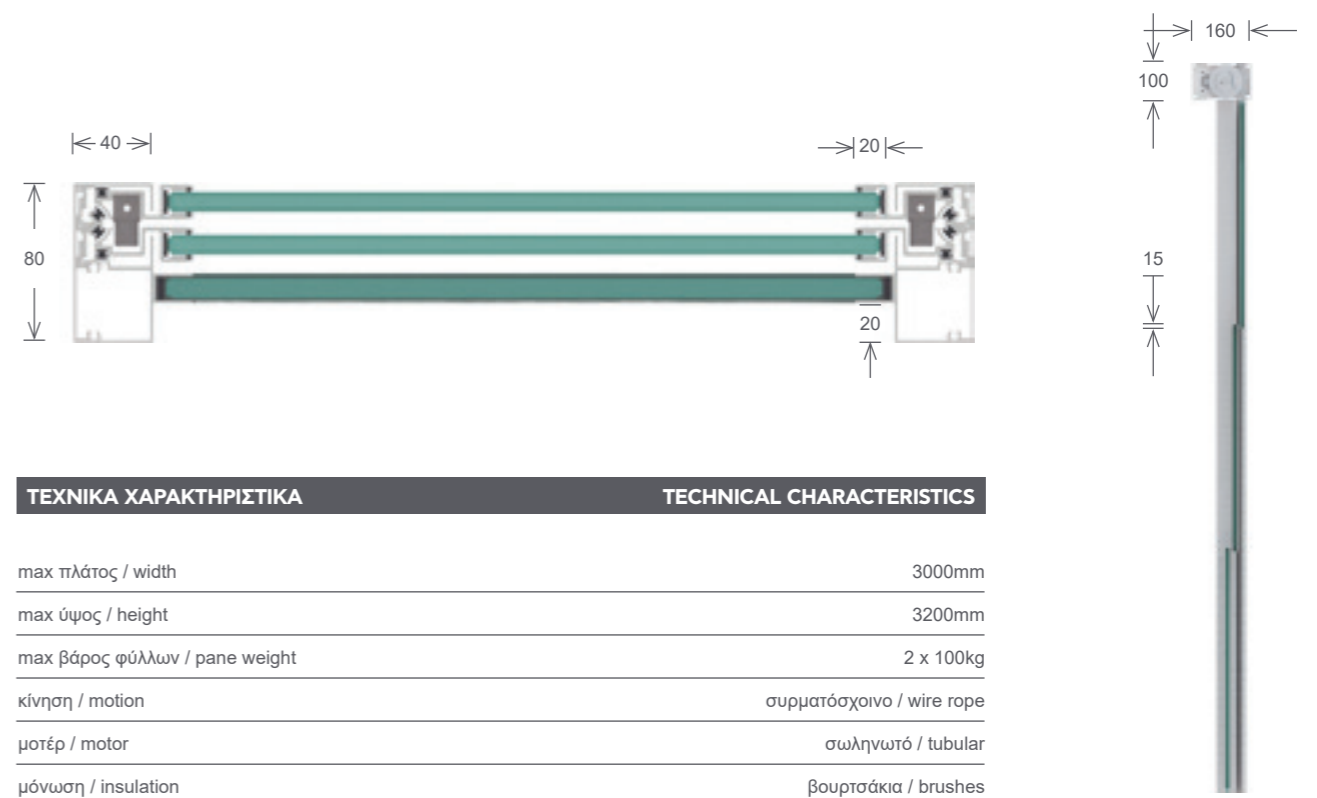 160
100
40
20
80
15
20
ΤΕΧΝΙΚΑ ΧΑΡΑΚΤΗΡΙΣΤΙΚΑ TECHNICAL CHARACTERISTICS
max πλάτος / width 3000mm
max ύψος / height 3200mm
max βάρος φύλλων / pane weight 2 x 100kg
κίνηση / motion συρματόσχοινο / wire rope
μοτέρ / motor σωληνωτό / tubular
μόνωση / insulation βουρτσάκια / brushes